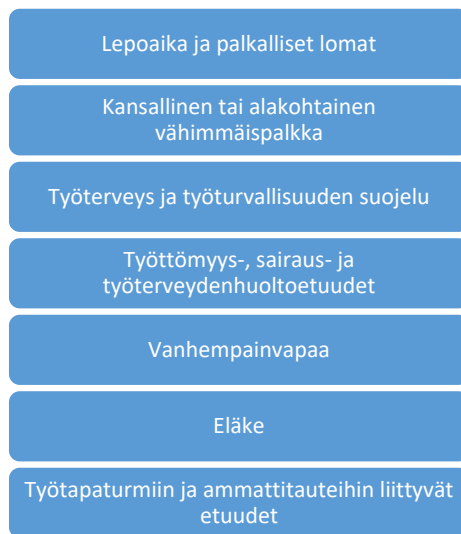 Lepoaika ja palkalliset lomat
Kansallinen tai alakohtainen
vähimmäispalkka
Työterveys ja työturvallisuuden suojelu
Työttömyys-, sairaus- ja
työterveydenhuoltoetuudet
Vanhempainvapaa
Eläke
Työtapaturmiin ja ammattitauteihin liittyvät
etuudet